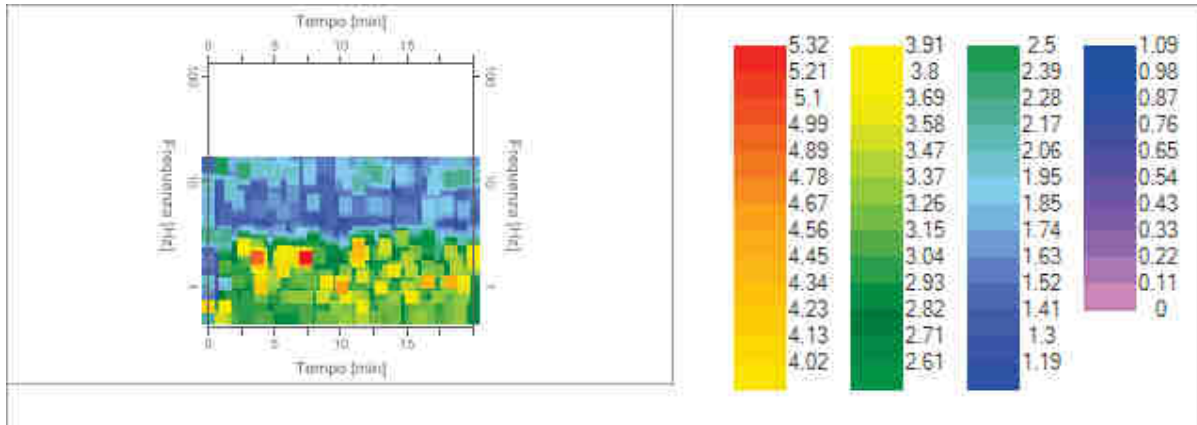 Tempo [min]
0 5 10 15
100 100
Frequenza [Hz] Frequenza [Hz]
10 10
1 1
0 5 10 15
Tempo [min]
5.32 3.91 2.5 1.09
5.21 3.8 2.39 0.98
5.1 3.69 2.28 0.87
4.99 3.58 2.17 0.76
4.89 3.47 2.06 0.65
4.78 3.37 1.95 0.54
4.67 3.26 1.85 0.43
4.56 3.15 1.74 0.33
4.45 3.04 1.63 0.22
4.34 2.93 1.52 0.11
4.23 2.82 1.41 0
4.13 2.71 1.3
4.02 2.61 1.19